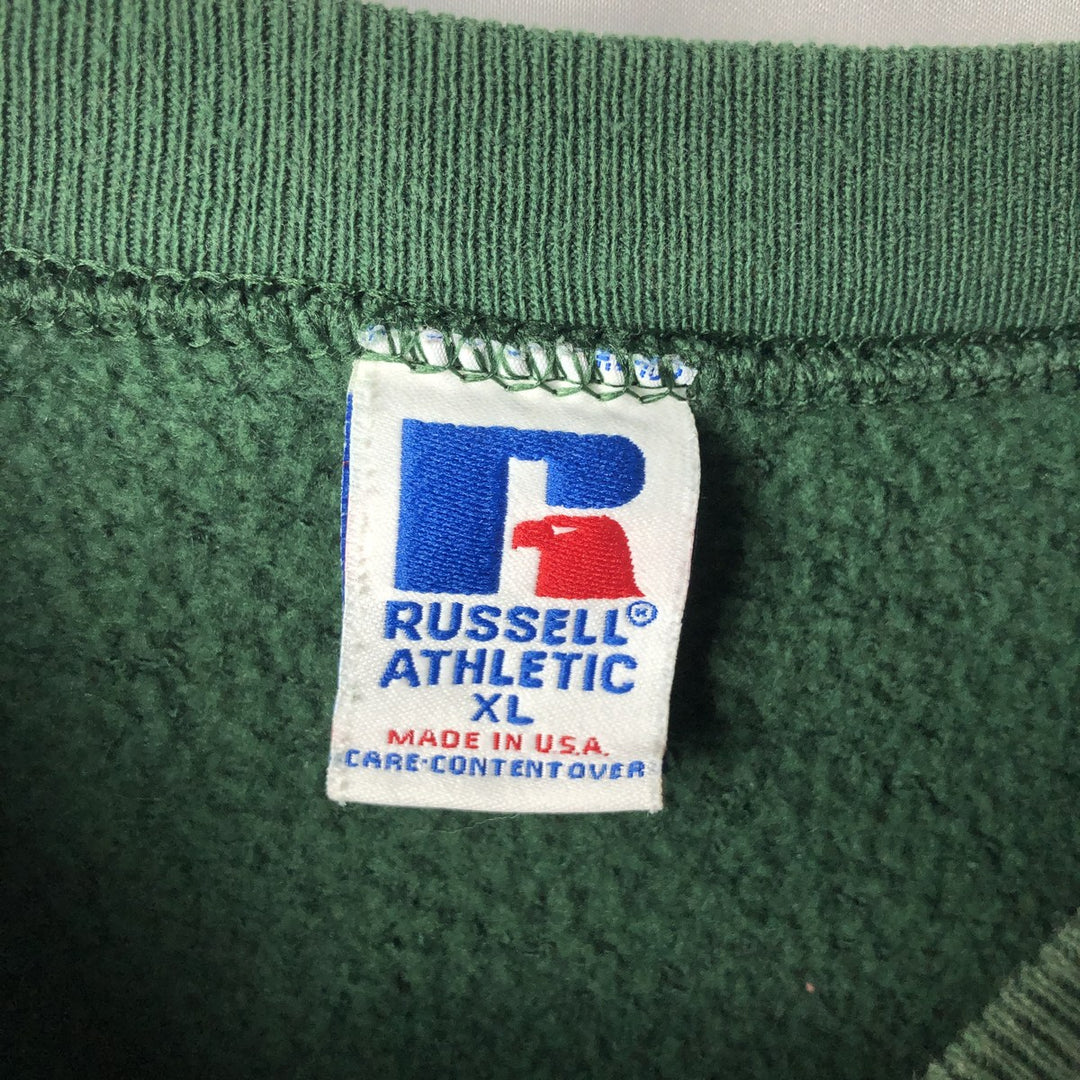 RUSSELL®
ATHLETIC
XL
MADE IN U.S.A.
CARE·CONTENT OVER